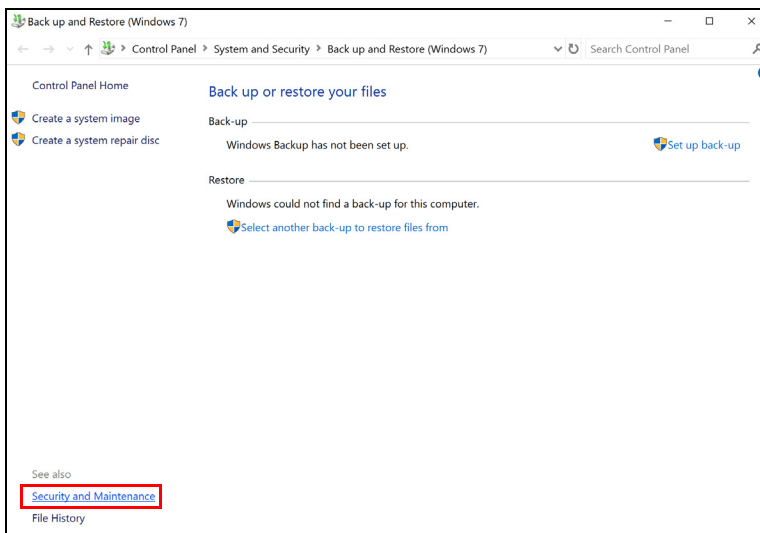 Back up and Restore (Windows 7)
Control Panel > System and Security > Back up and Restore (Windows 7)
Search Control Panel
Control Panel Home
Create a system image
Create a system repair disc
Back up or restore your files
Back-up
Windows Backup has not been set up.
Set up back-up
Restore
Windows could not find a back-up for this computer.
Select another back-up to restore files from
See also
Security and Maintenance
File History